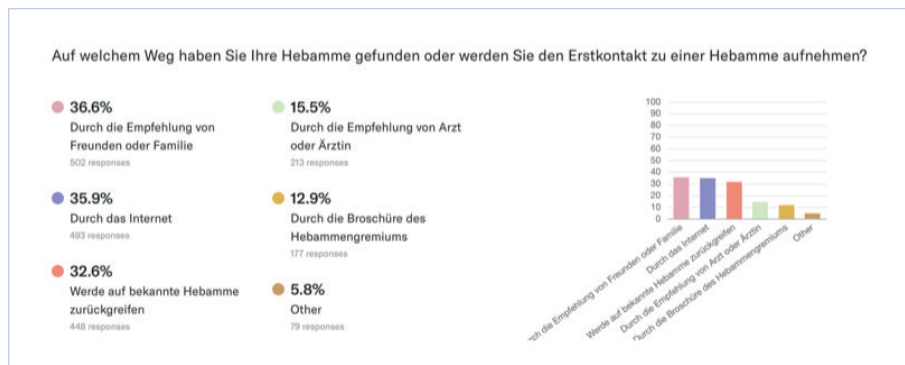 Auf welchem Weg haben Sie Ihre Hebamme gefunden oder werden Sie den Erstkontakt zu einer Hebamme aufnehmen?
36.6%
Durch die Empfehlung von
Freunden oder Familie
502 responses
35.9%
Durch das Internet
493 responses
32.6%
Werde auf bekannte Hebamme
zurückgreifen
448 responses
15.5%
Durch die Empfehlung von Arzt
oder Ärztin
213 responses
12.9%
Durch die Broschüre des
Hebammengremiums
177 responses
5.8%
Other
79 responses
100
90
80
70
60
50
40
30
20
10
0
ch die Empfehlung von Freunden oder Familie
Durch das Internet
Werde auf bekannte Hebamme zurückgreifen
Durch die Empfehlung von Arzt oder Ärztin
Durch die Broschüre des Hebammengremiums
Other